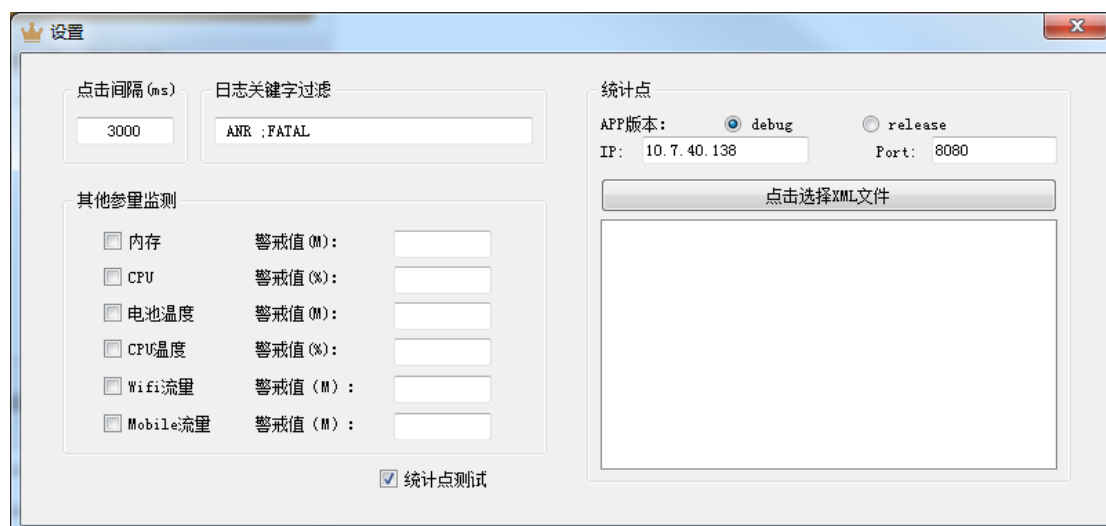 设置
点击间隔(ms)
3000
日志关键字过滤
ANR ;FATAL
其他参量监测
内存 警戒值(M):
CPU 警戒值(%):
电池温度 警戒值(M):
CPU温度 警戒值(%):
Wifi流量 警戒值（M）:
Mobile流量 警戒值（M）:
统计点测试
统计点
APP版本: debug release
IP: 10.7.40.138 Port: 8080
点击选择XML文件